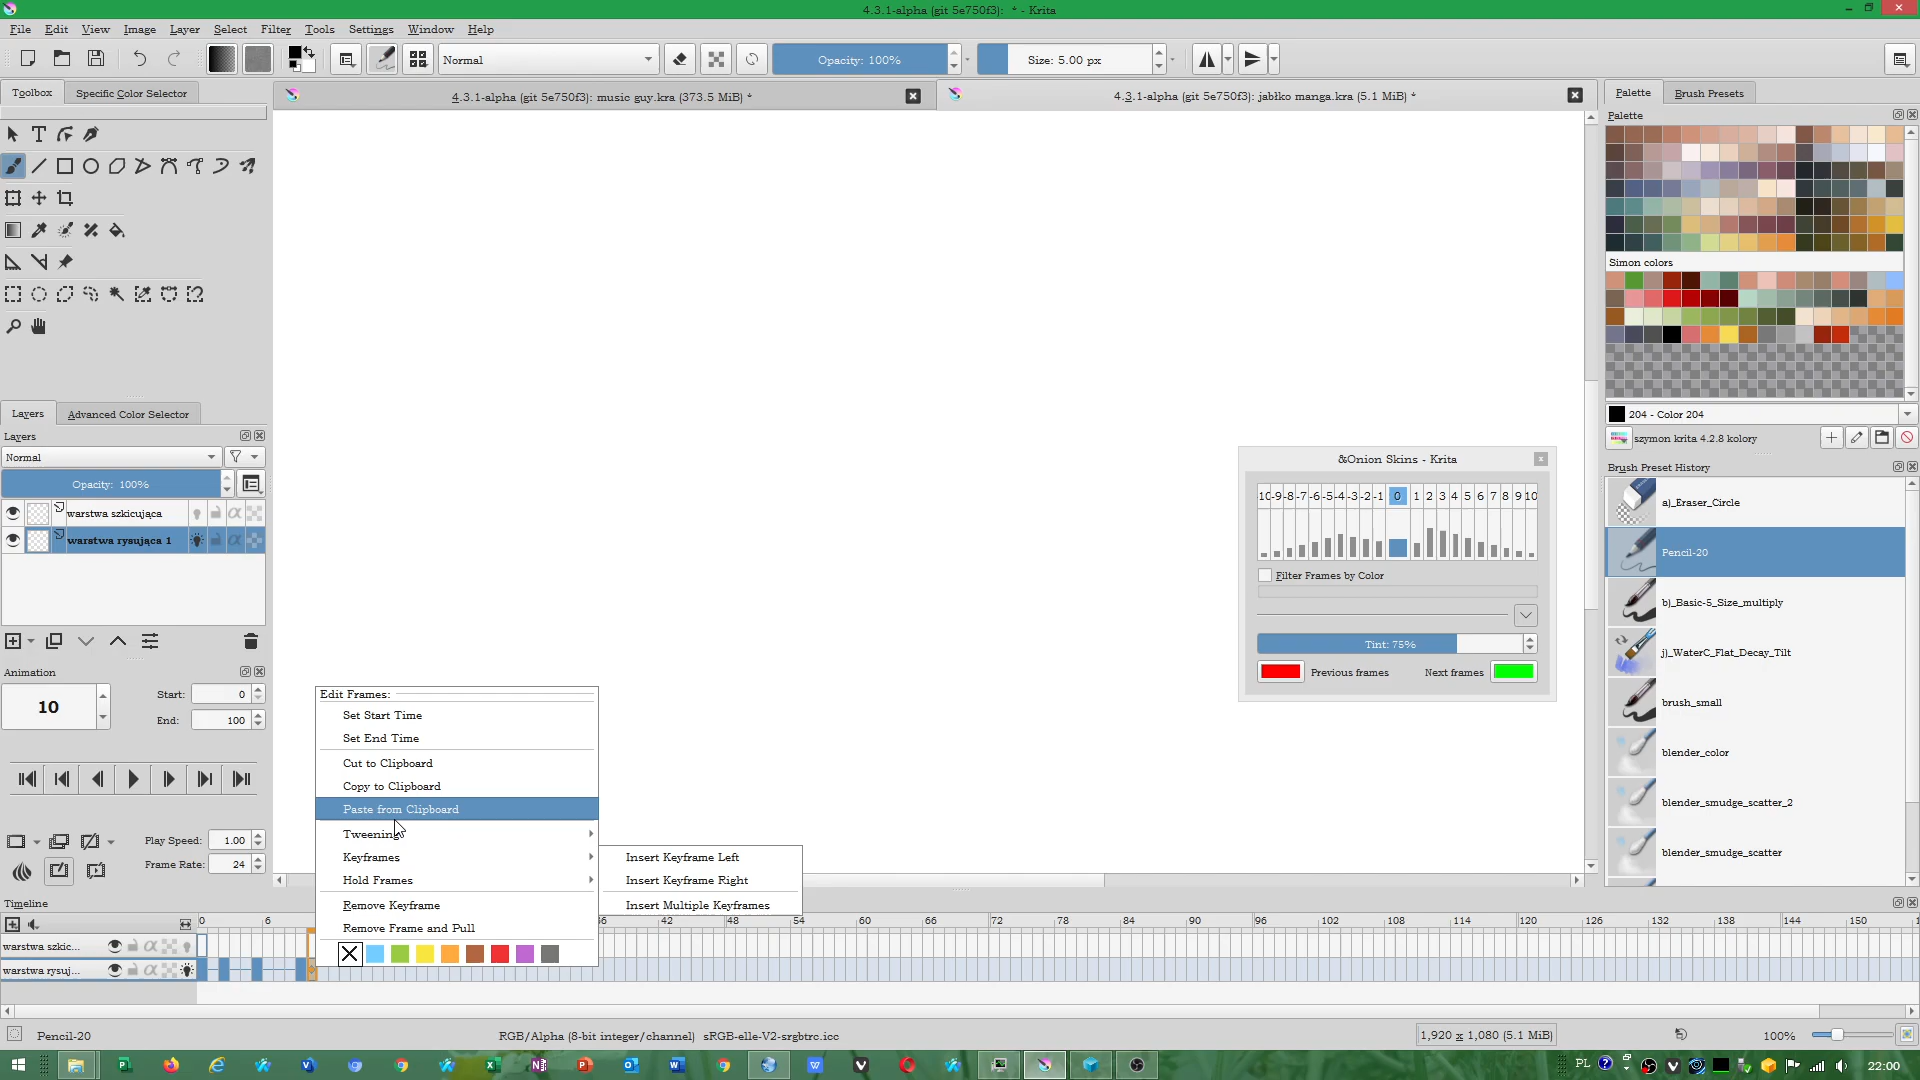 4.3.1-alpha (git 5e750f3): * - Krita
File Edit View Image Layer Select Filter Tools Settings Window Help
Normal Opacity: 100% Size: 5.00 px
Toolbox Specific Color Selector
4.3.1-alpha (git 5e750f3): music guy.kra (373.5 MiB) *
4.3.1-alpha (git 5e750f3): jabłko manga.kra (5.1 MiB) *
Palette Brush Presets
Palette
Simon colors
204 - Color 204
szymon krita 4.2.8 kolory
Brush Preset History
a)_Eraser_Circle
Pencil-20
b)_Basic-5_Size_multiply
j)_WaterC_Flat_Decay_Tilt
brush_small
blender_color
blender_smudge_scatter_2
blender_smudge_scatter
Layers Advanced Color Selector
Layers
Normal
Opacity: 100%
warstwa szkicująca
warstwa rysująca 1
Animation
10
Start: 0
End: 100
Play Speed: 1.00
Frame Rate: 24
&Onion Skins - Krita
10 -9 -8 -7 -6 -5 -4 -3 -2 -1 0 1 2 3 4 5 6 7 8 9 10
Filter Frames by Color
Tint: 75%
Previous frames Next frames
Edit Frames:
Set Start Time
Set End Time
Cut to Clipboard
Copy to Clipboard
Paste from Clipboard
Tweening
Keyframes
Hold Frames
Remove Keyframe
Remove Frame and Pull
Insert Keyframe Left
Insert Keyframe Right
Insert Multiple Keyframes
Timeline
0 6 42 48 54 60 66 72 78 84 90 96 102 108 114 120 126 132 138 144 150
warstwa szkic...
warstwa rysuj...
Pencil-20
RGB/Alpha (8-bit integer/channel) sRGB-elle-V2-srgbtrc.icc
1,920 x 1,080 (5.1 MiB)
100%
PL 22:00